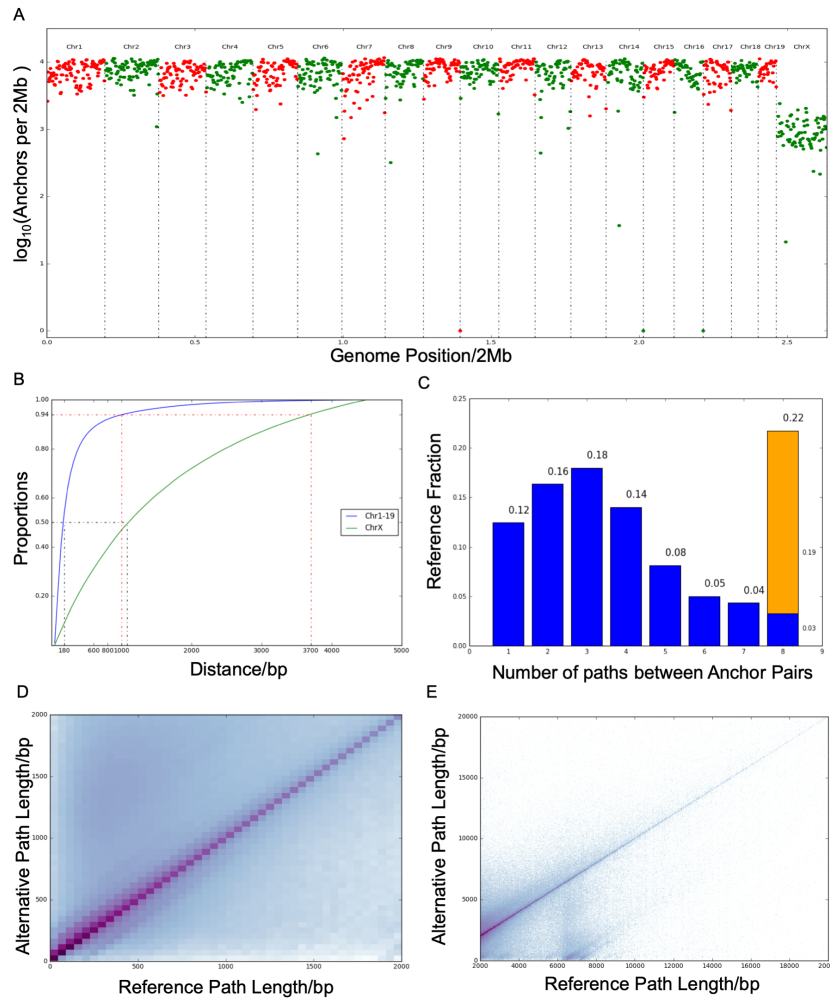 A
Chr1 Chr2 Chr3 Chr4 Chr5 Chr6 Chr7 Chr8 Chr9 Chr10 Chr11 Chr12 Chr13 Chr14 Chr15 Chr16 Chr17 Chr18 Chr19 ChrX
log10(Anchors per 2Mb)
4
3
2
1
0
0.0 0.5 1.0 1.5 2.0 2.5
Genome Position/2Mb
B
Proportions
1.00
0.94
0.80
0.60
0.50
0.40
0.20
Chr1-19
ChrX
180 600 800 1000 2000 3000 3700 4000 5000
Distance/bp
C
Reference Fraction
0.25
0.20
0.15
0.10
0.05
0.00
0.12
0.16
0.18
0.14
0.08
0.05
0.04
0.22
0.19
0.03
0 1 2 3 4 5 6 7 8 9
Number of paths between Anchor Pairs
D
Alternative Path Length/bp
2000
1500
1000
500
0
0 500 1000 1500 2000
Reference Path Length/bp
E
Alternative Path Length/bp
20000
15000
10000
5000
0
2000 4000 6000 8000 10000 12000 14000 16000 18000 2000
Reference Path Length/bp